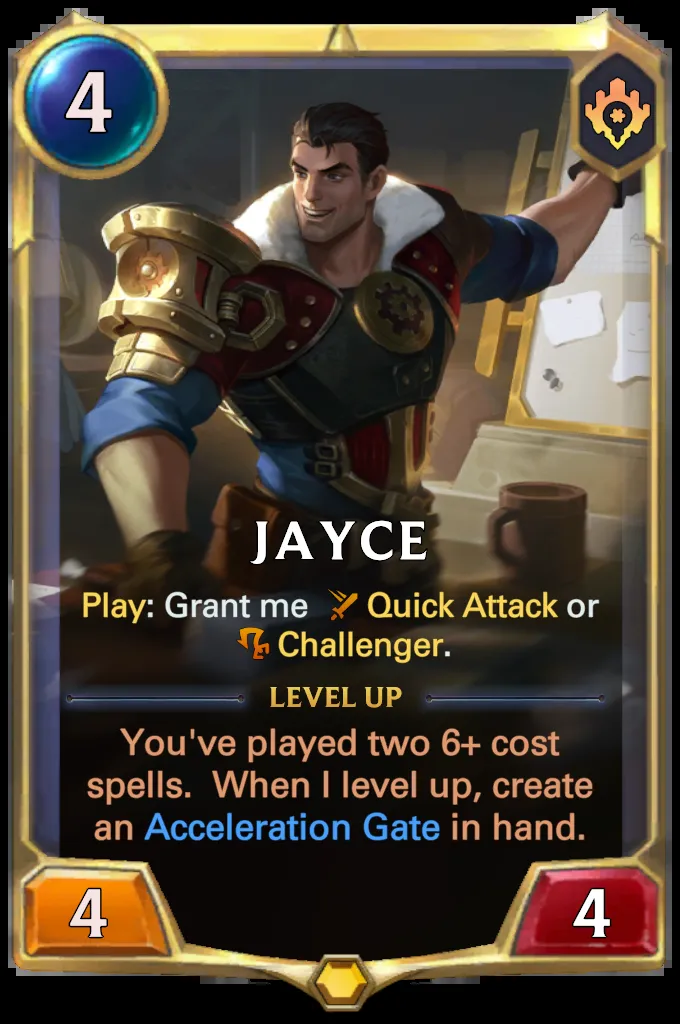 4
JAYCE
Play: Grant me Quick Attack or
Challenger.
LEVEL UP
You've played two 6+ cost
spells. When I level up, create
an Acceleration Gate in hand.
4
4